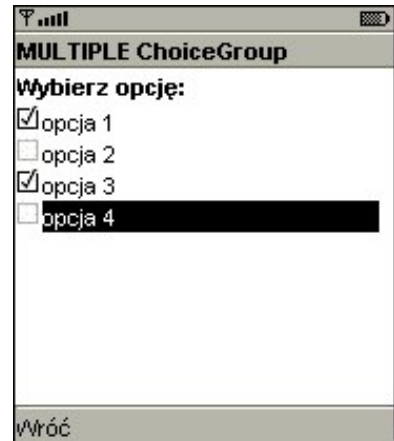 MULTIPLE ChoiceGroup
Wybierz opcję:
opcja 1
opcja 2
opcja 3
opcja 4
Wróć